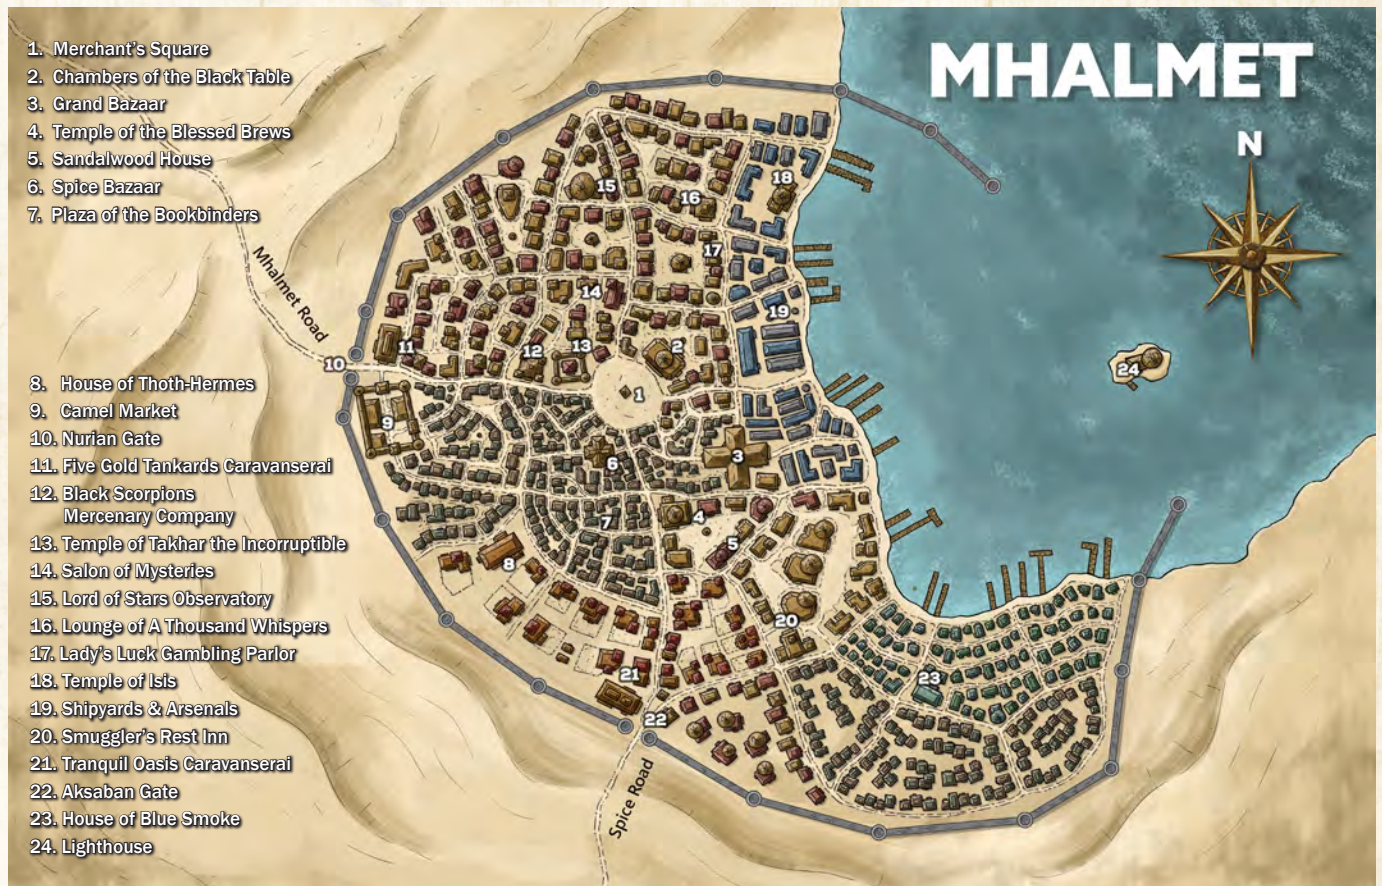 MHALMET
N
1. Merchant's Square
2. Chambers of the Black Table
3. Grand Bazaar
4. Temple of the Blessed Brews
5. Sandalwood House
6. Spice Bazaar
7. Plaza of the Bookbinders
8. House of Thoth-Hermes
9. Camel Market
10. Nurian Gate
11. Five Gold Tankards Caravanserai
12. Black Scorpions
Mercenary Company
13. Temple of Takhar the Incorruptible
14. Salon of Mysteries
15. Lord of Stars Observatory
16. Lounge of A Thousand Whispers
17. Lady's Luck Gambling Parlor
18. Temple of Isis
19. Shipyards & Arsenals
20. Smuggler's Rest Inn
21. Tranquil Oasis Caravanserai
22. Aksaban Gate
23. House of Blue Smoke
24. Lighthouse
Mhalmet Road
Spice Road
18
15
16
17
14
19
11
12
13
2
10
24
1
9
3
6
4
7
5
8
20
21
23
22